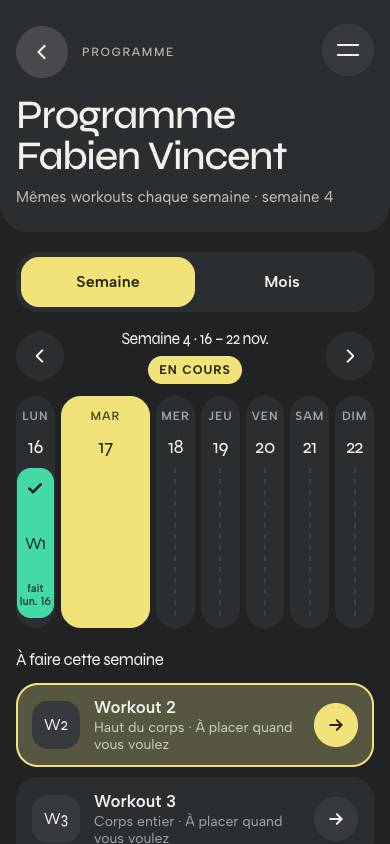 PROGRAMME
Programme
Fabien Vincent
Mêmes workouts chaque semaine · semaine 4
Semaine
Mois
Semaine 4 · 16 – 22 nov.
EN COURS
LUN MAR MER JEU VEN SAM DIM
16 17 18 19 20 21 22
W1
fait
lun. 16
À faire cette semaine
W2
Workout 2
Haut du corps · À placer quand
vous voulez
W3
Workout 3
Corps entier · À placer quand
vous voulez